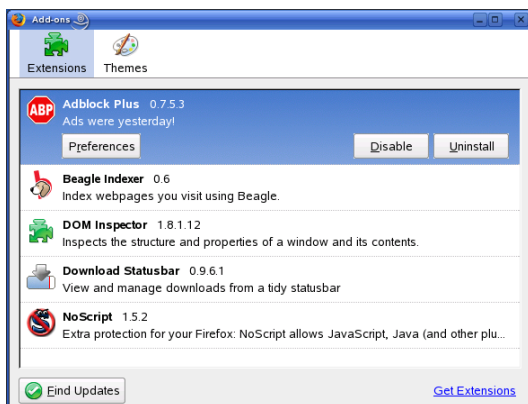 Add-ons
Extensions Themes
ABP Adblock Plus 0.7.5.3
Ads were yesterday!
Preferences Disable Uninstall
Beagle Indexer 0.6
Index webpages you visit using Beagle.
DOM Inspector 1.8.1.12
Inspects the structure and properties of a window and its contents.
Download Statusbar 0.9.6.1
View and manage downloads from a tidy statusbar
NoScript 1.5.2
Extra protection for your Firefox: NoScript allows JavaScript, Java (and other plu...
Find Updates Get Extensions